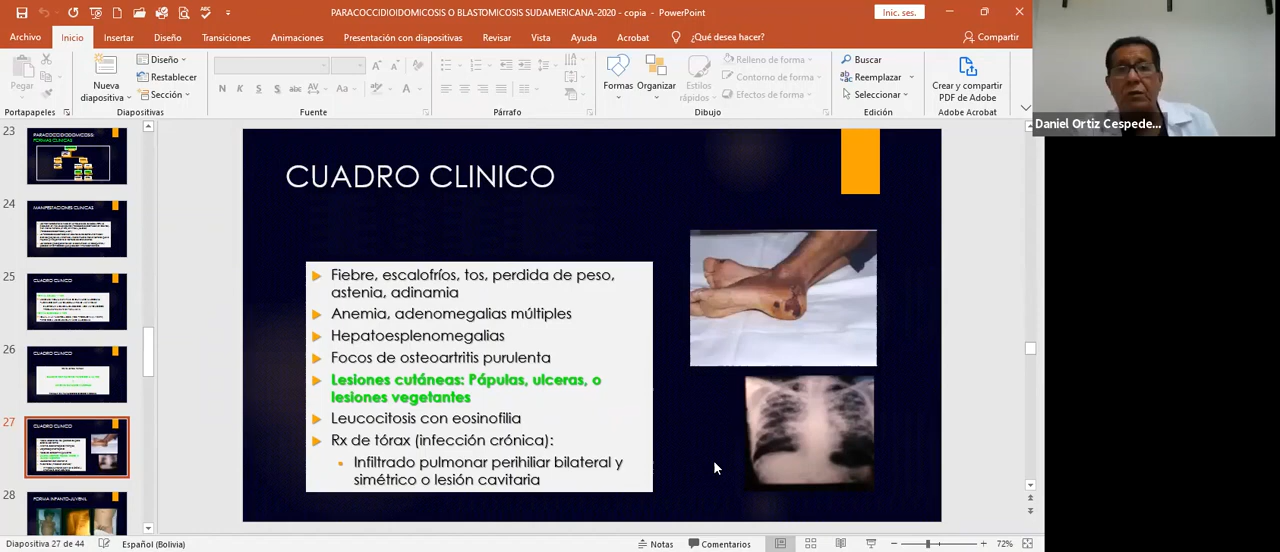 PARACOCCIDIOIDOMICOSIS O BLASTOMICOSIS SUDAMERICANA-2020 - copia - PowerPoint
Inic. ses.
Archivo
Inicio
Insertar
Diseño
Transiciones
Animaciones
Presentación con diapositivas
Revisar
Vista
Ayuda
Acrobat
¿Qué desea hacer?
Compartir
Pegar
Nueva
diapositiva
Diseño
Restablecer
Sección
N K S abc AV Aa A
Formas
Organizar
Estilos
rápidos
Relleno de forma
Contorno de forma
Efectos de forma
Buscar
Reemplazar
Seleccionar
Crear y compartir
PDF de Adobe
Portapapeles
Diapositivas
Fuente
Párrafo
Dibujo
Edición
Adobe Acrobat
Daniel Ortiz Cespede...
23
PARACOCCIDIOIDOMICOSIS:
FORMAS CLINICAS
24
MANIFESTACIONES CLINICAS
25
CUADRO CLINICO
26
CUADRO CLINICO
27
CUADRO CLINICO
28
FORMA INFANTO-JUVENIL
CUADRO CLINICO
Fiebre, escalofríos, tos, perdida de peso,
astenia, adinamia
Anemia, adenomegalias múltiples
Hepatoesplenomegalias
Focos de osteoartritis purulenta
Lesiones cutáneas: Pápulas, ulceras, o
lesiones vegetantes
Leucocitosis con eosinofilia
Rx de tórax (infección crónica):
Infiltrado pulmonar perihiliar bilateral y
simétrico o lesión cavitaria
Diapositiva 27 de 44
Español (Bolivia)
Notas
Comentarios
72%